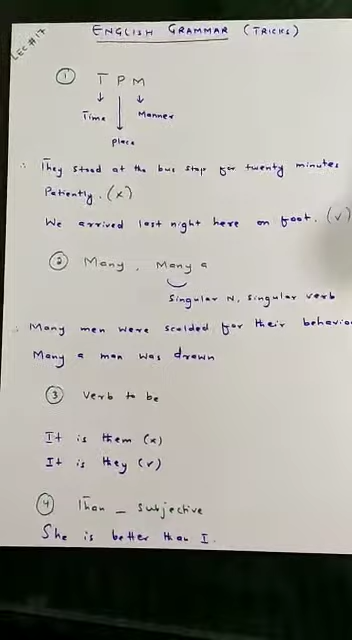 LEC #17
ENGLISH GRAMMAR (TRICKS)
1 T P M
Time Manner
place
∴ They stood at the bus stop for twenty minutes
Patiently. (x)
We arrived last night here on foot. (✓)
2 Many, Many a
Singular N, singular verb
∴ Many men were scolded for their behavior
Many a man was drawn
3 Verb to be
It is them (x)
It is they (✓)
4 Than _ subjective
She is better than I.